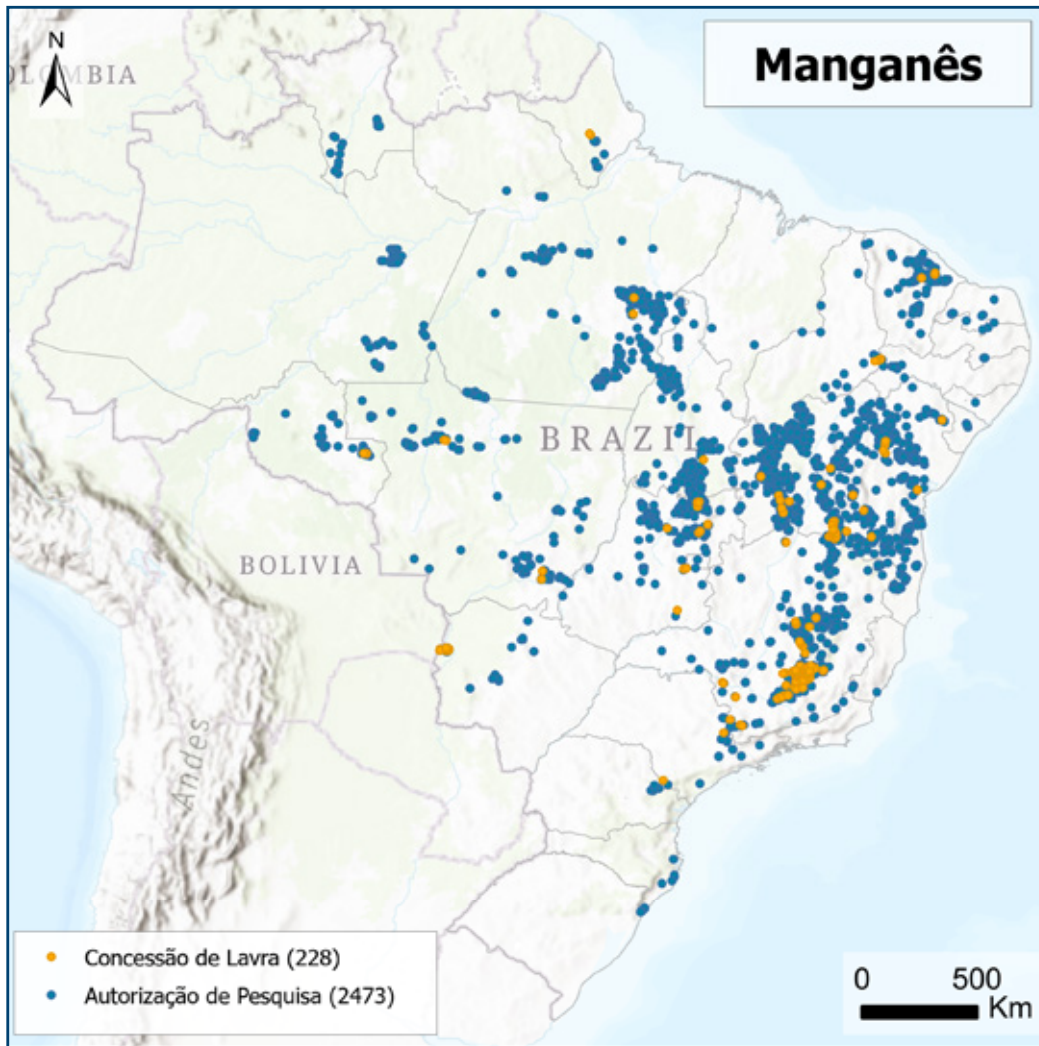 N
OLOMBIA
Manganês
BRAZIL
BOLIVIA
Andes
Concessão de Lavra (228)
Autorização de Pesquisa (2473)
0 500
Km